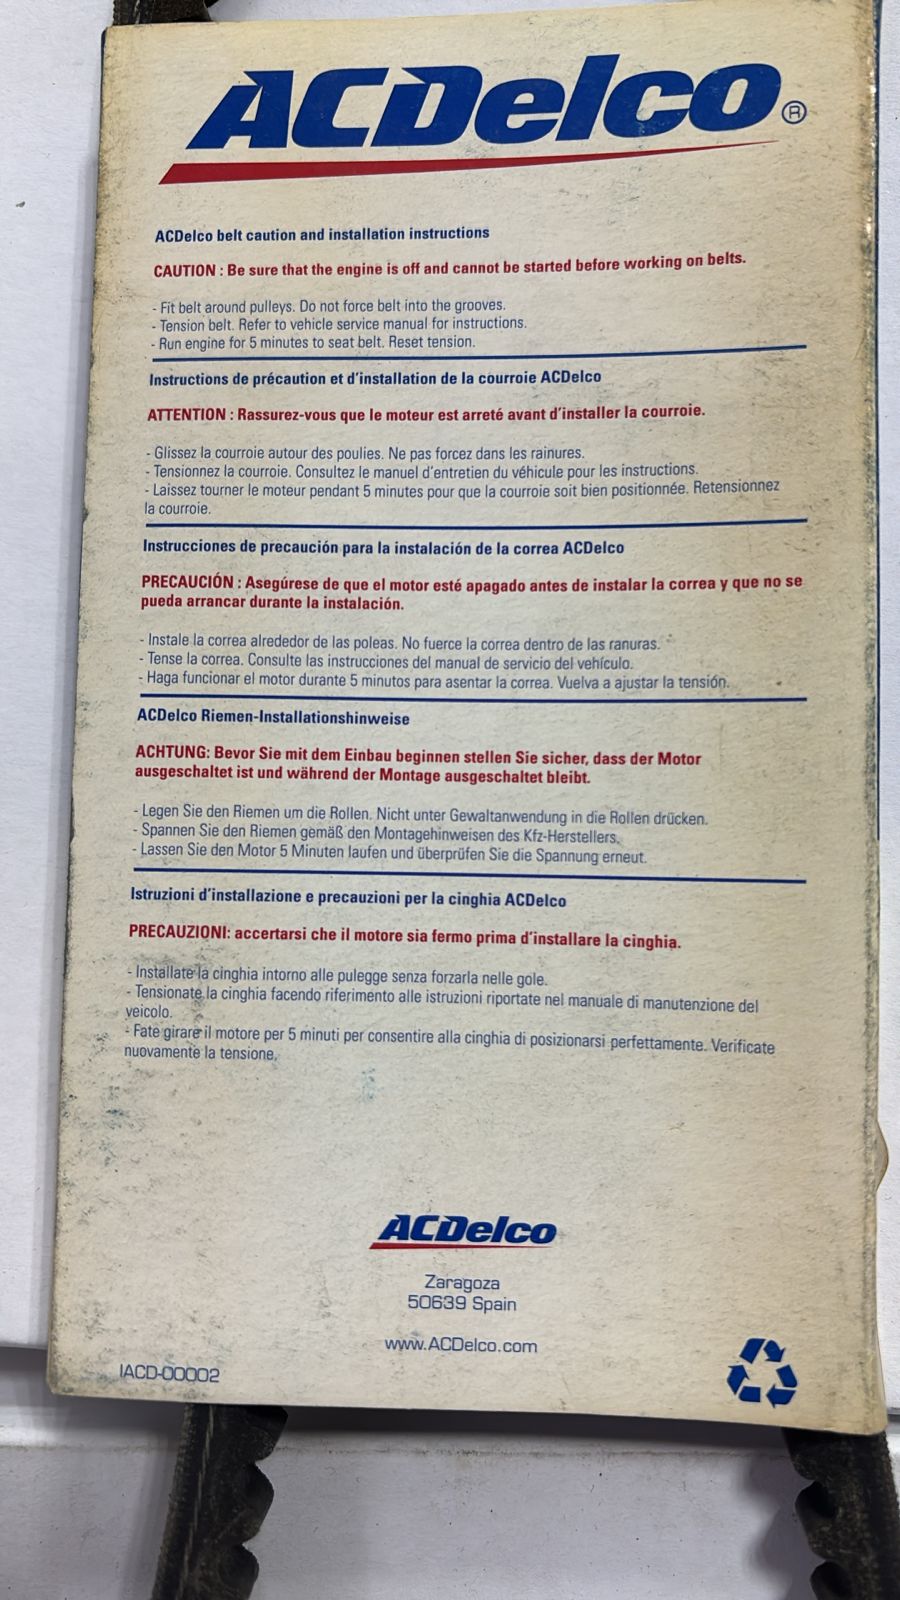 ACDelco®
ACDelco belt caution and installation instructions
CAUTION : Be sure that the engine is off and cannot be started before working on belts.
- Fit belt around pulleys. Do not force belt into the grooves.
- Tension belt. Refer to vehicle service manual for instructions.
- Run engine for 5 minutes to seat belt. Reset tension.
Instructions de précaution et d'installation de la courroie ACDelco
ATTENTION : Rassurez-vous que le moteur est arreté avant d'installer la courroie.
- Glissez la courroie autour des poulies. Ne pas forcez dans les rainures.
- Tensionnez la courroie. Consultez le manuel d'entretien du véhicule pour les instructions.
- Laissez tourner le moteur pendant 5 minutes pour que la courroie soit bien positionnée. Retensionnez
la courroie.
Instrucciones de precaución para la instalación de la correa ACDelco
PRECAUCIÓN : Asegúrese de que el motor esté apagado antes de instalar la correa y que no se
pueda arrancar durante la instalación.
- Instale la correa alrededor de las poleas. No fuerce la correa dentro de las ranuras.
- Tense la correa. Consulte las instrucciones del manual de servicio del vehículo.
- Haga funcionar el motor durante 5 minutos para asentar la correa. Vuelva a ajustar la tensión.
ACDelco Riemen-Installationshinweise
ACHTUNG: Bevor Sie mit dem Einbau beginnen stellen Sie sicher, dass der Motor
ausgeschaltet ist und während der Montage ausgeschaltet bleibt.
- Legen Sie den Riemen um die Rollen. Nicht unter Gewaltanwendung in die Rollen drücken.
- Spannen Sie den Riemen gemäß den Montagehinweisen des Kfz-Herstellers.
- Lassen Sie den Motor 5 Minuten laufen und überprüfen Sie die Spannung erneut.
Istruzioni d'installazione e precauzioni per la cinghia ACDelco
PRECAUZIONI: accertarsi che il motore sia fermo prima d'installare la cinghia.
- Installate la cinghia intorno alle pulegge senza forzarla nelle gole.
- Tensionate la cinghia facendo riferimento alle istruzioni riportate nel manuale di manutenzione del
veicolo.
- Fate girare il motore per 5 minuti per consentire alla cinghia di posizionarsi perfettamente. Verificate
nuovamente la tensione.
ACDelco
Zaragoza
50639 Spain
www.ACDelco.com
IACD-00002